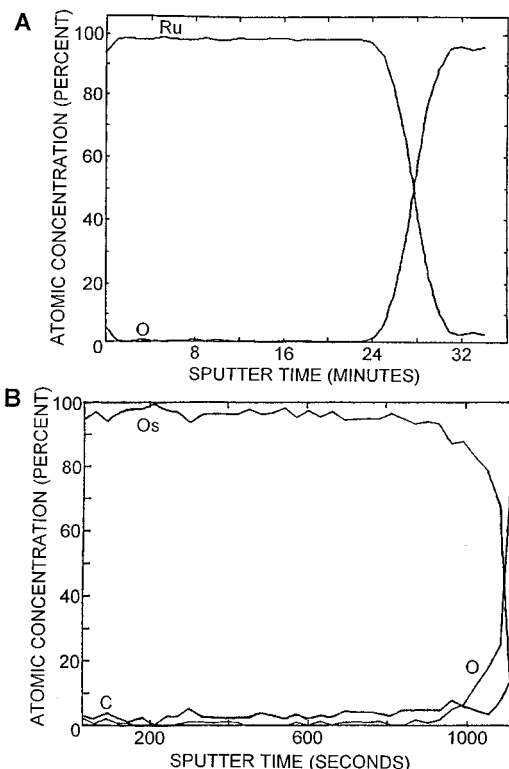 A
ATOMIC CONCENTRATION (PERCENT)
100
80
60
40
20
0
Ru
O
8
16
24
32
SPUTTER TIME (MINUTES)
B
ATOMIC CONCENTRATION (PERCENT)
100
80
60
40
20
0
Os
C
O
200
600
1000
SPUTTER TIME (SECONDS)